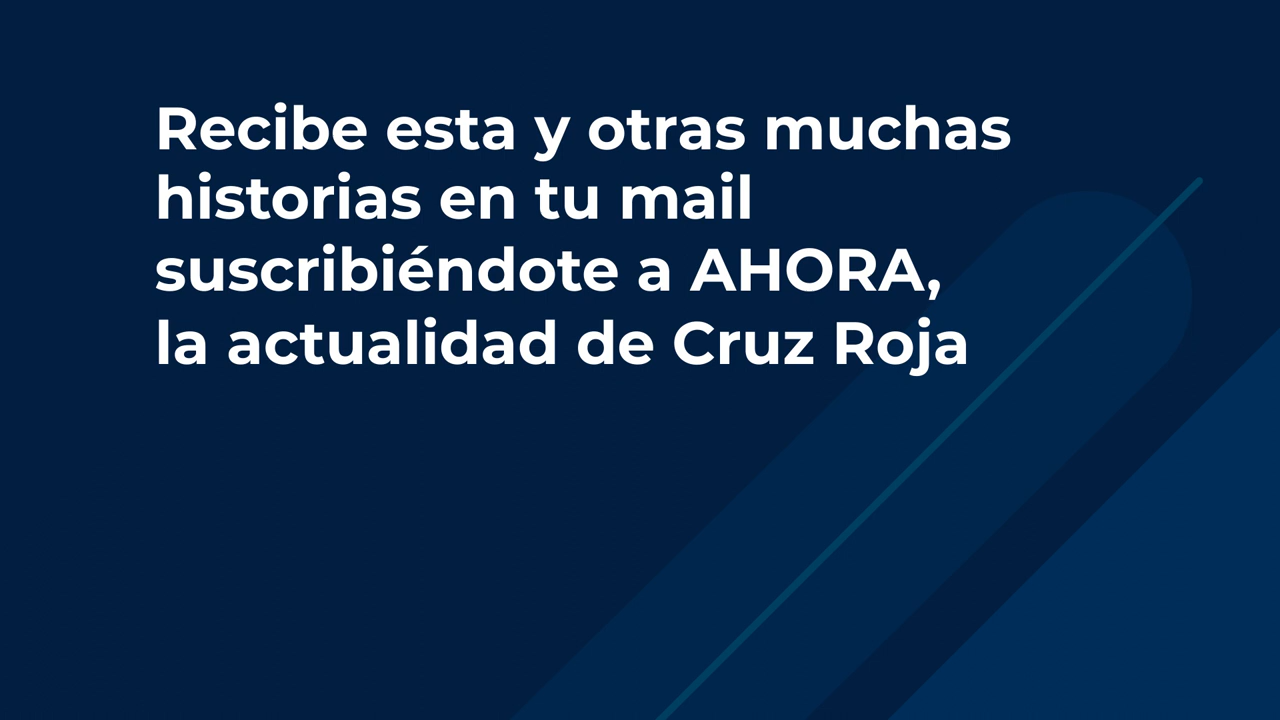 Recibe esta y otras muchas
historias en tu mail
suscribiéndote a AHORA,
la actualidad de Cruz Roja